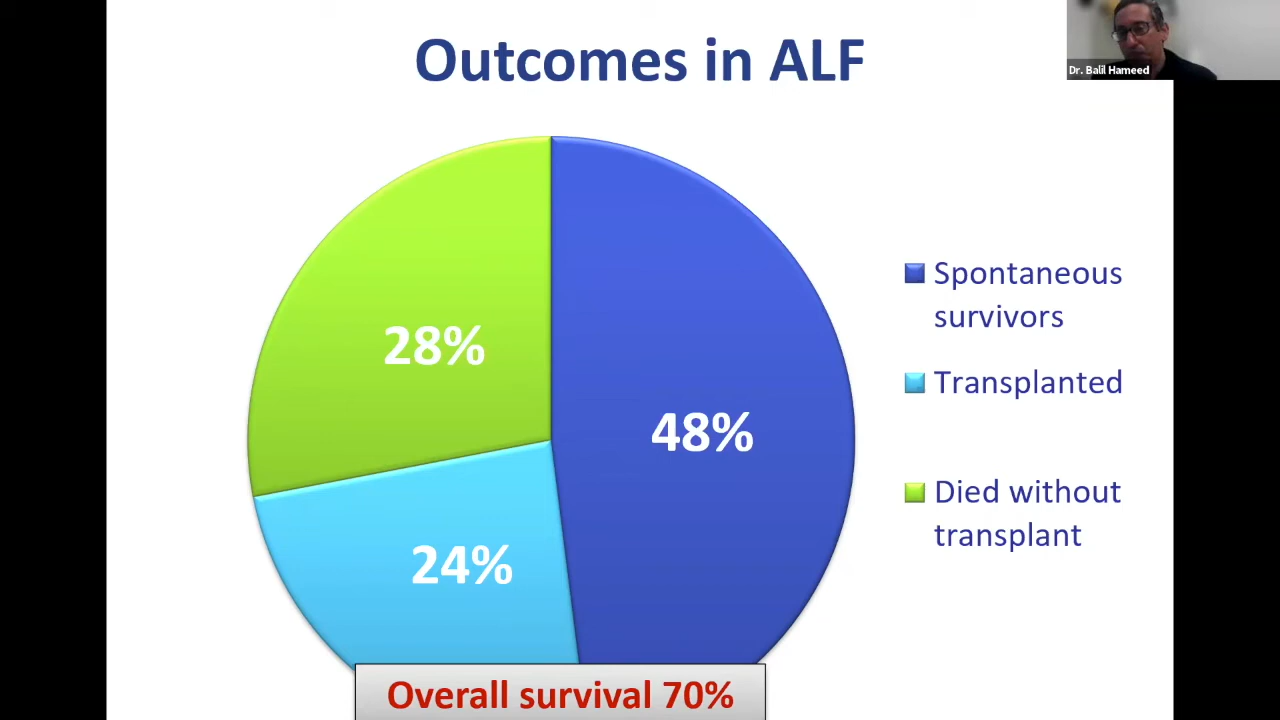 Outcomes in ALF
Dr. Balil Hameed
28%
48%
24%
Spontaneous
survivors
Transplanted
Died without
transplant
Overall survival 70%